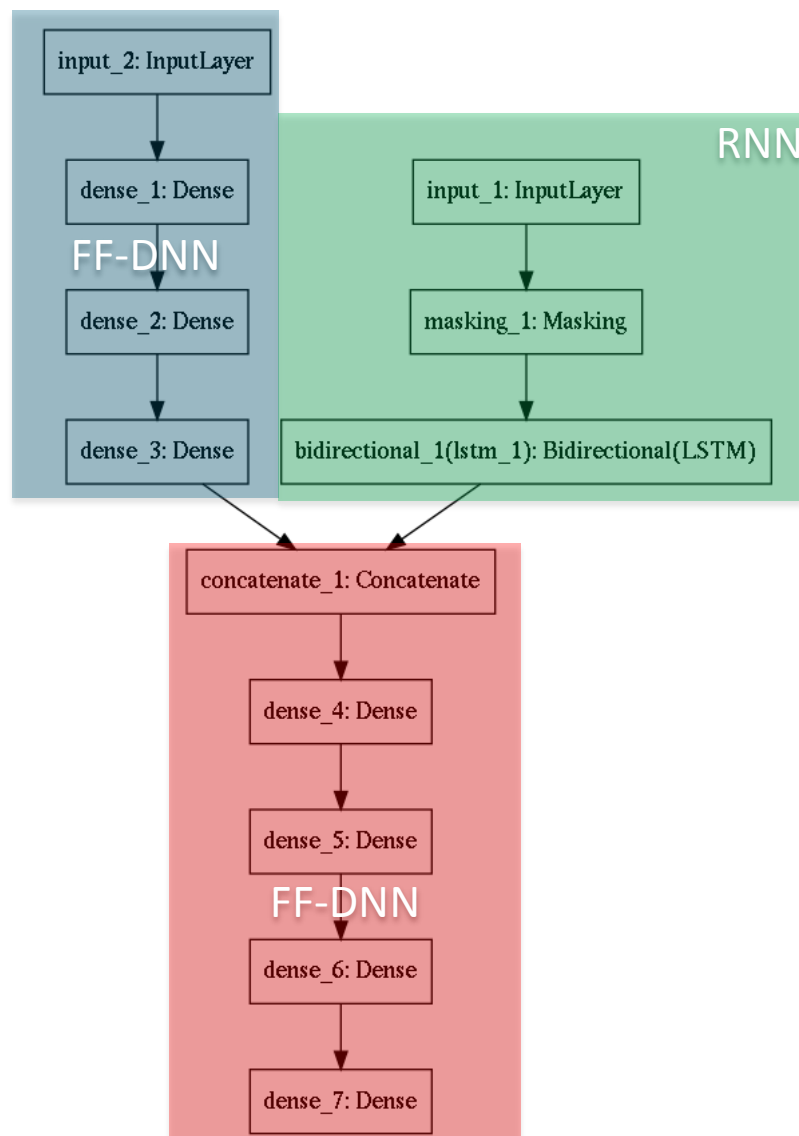 input_2: InputLayer
dense_1: Dense
FF-DNN
dense_2: Dense
dense_3: Dense
RNN
input_1: InputLayer
masking_1: Masking
bidirectional_1(lstm_1): Bidirectional(LSTM)
concatenate_1: Concatenate
dense_4: Dense
dense_5: Dense
FF-DNN
dense_6: Dense
dense_7: Dense